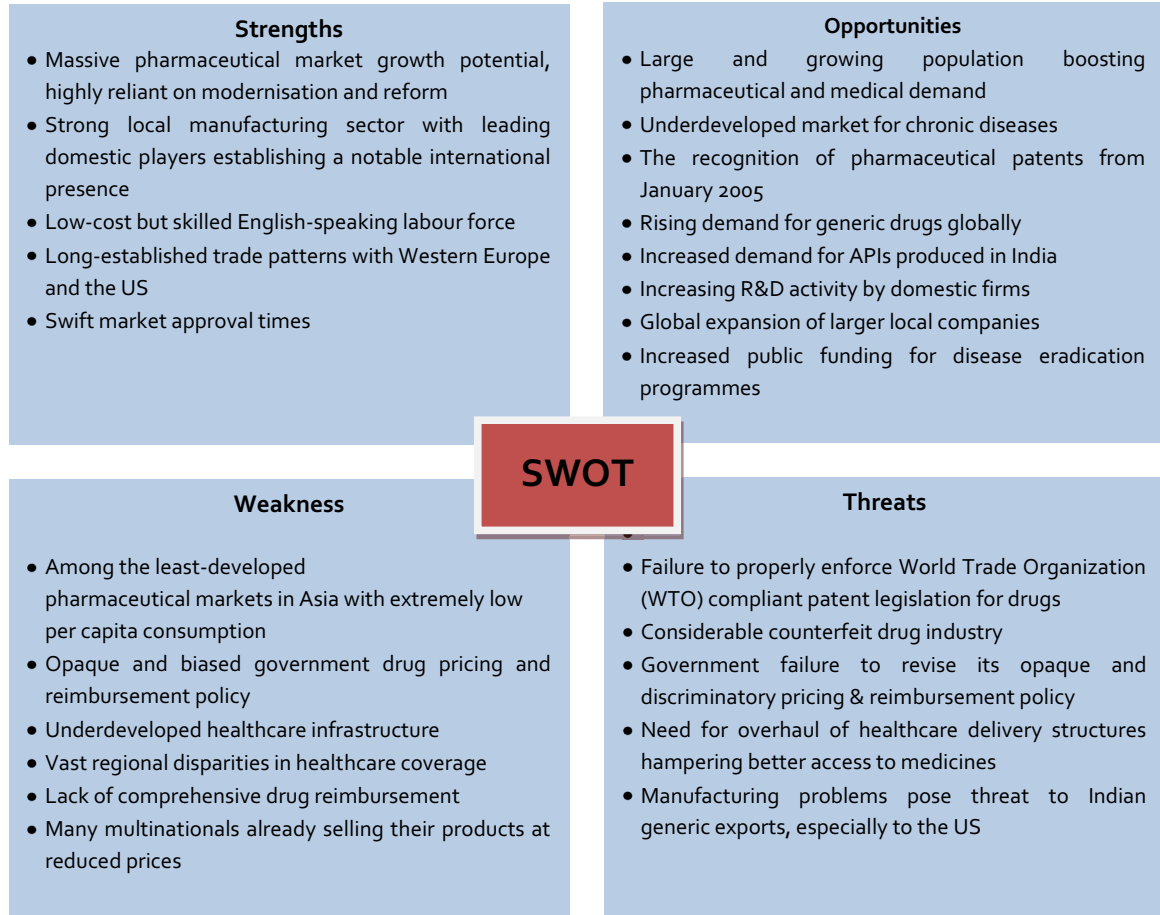 Strengths
• Massive pharmaceutical market growth potential,
highly reliant on modernisation and reform
• Strong local manufacturing sector with leading
domestic players establishing a notable international
presence
• Low-cost but skilled English-speaking labour force
• Long-established trade patterns with Western Europe
and the US
• Swift market approval times
Opportunities
• Large and growing population boosting
pharmaceutical and medical demand
• Underdeveloped market for chronic diseases
• The recognition of pharmaceutical patents from
January 2005
• Rising demand for generic drugs globally
• Increased demand for APIs produced in India
• Increasing R&D activity by domestic firms
• Global expansion of larger local companies
• Increased public funding for disease eradication
programmes
SWOT
Weakness
• Among the least-developed
pharmaceutical markets in Asia with extremely low
per capita consumption
• Opaque and biased government drug pricing and
reimbursement policy
• Underdeveloped healthcare infrastructure
• Vast regional disparities in healthcare coverage
• Lack of comprehensive drug reimbursement
• Many multinationals already selling their products at
reduced prices
Threats
• Failure to properly enforce World Trade Organization
(WTO) compliant patent legislation for drugs
• Considerable counterfeit drug industry
• Government failure to revise its opaque and
discriminatory pricing & reimbursement policy
• Need for overhaul of healthcare delivery structures
hampering better access to medicines
• Manufacturing problems pose threat to Indian
generic exports, especially to the US